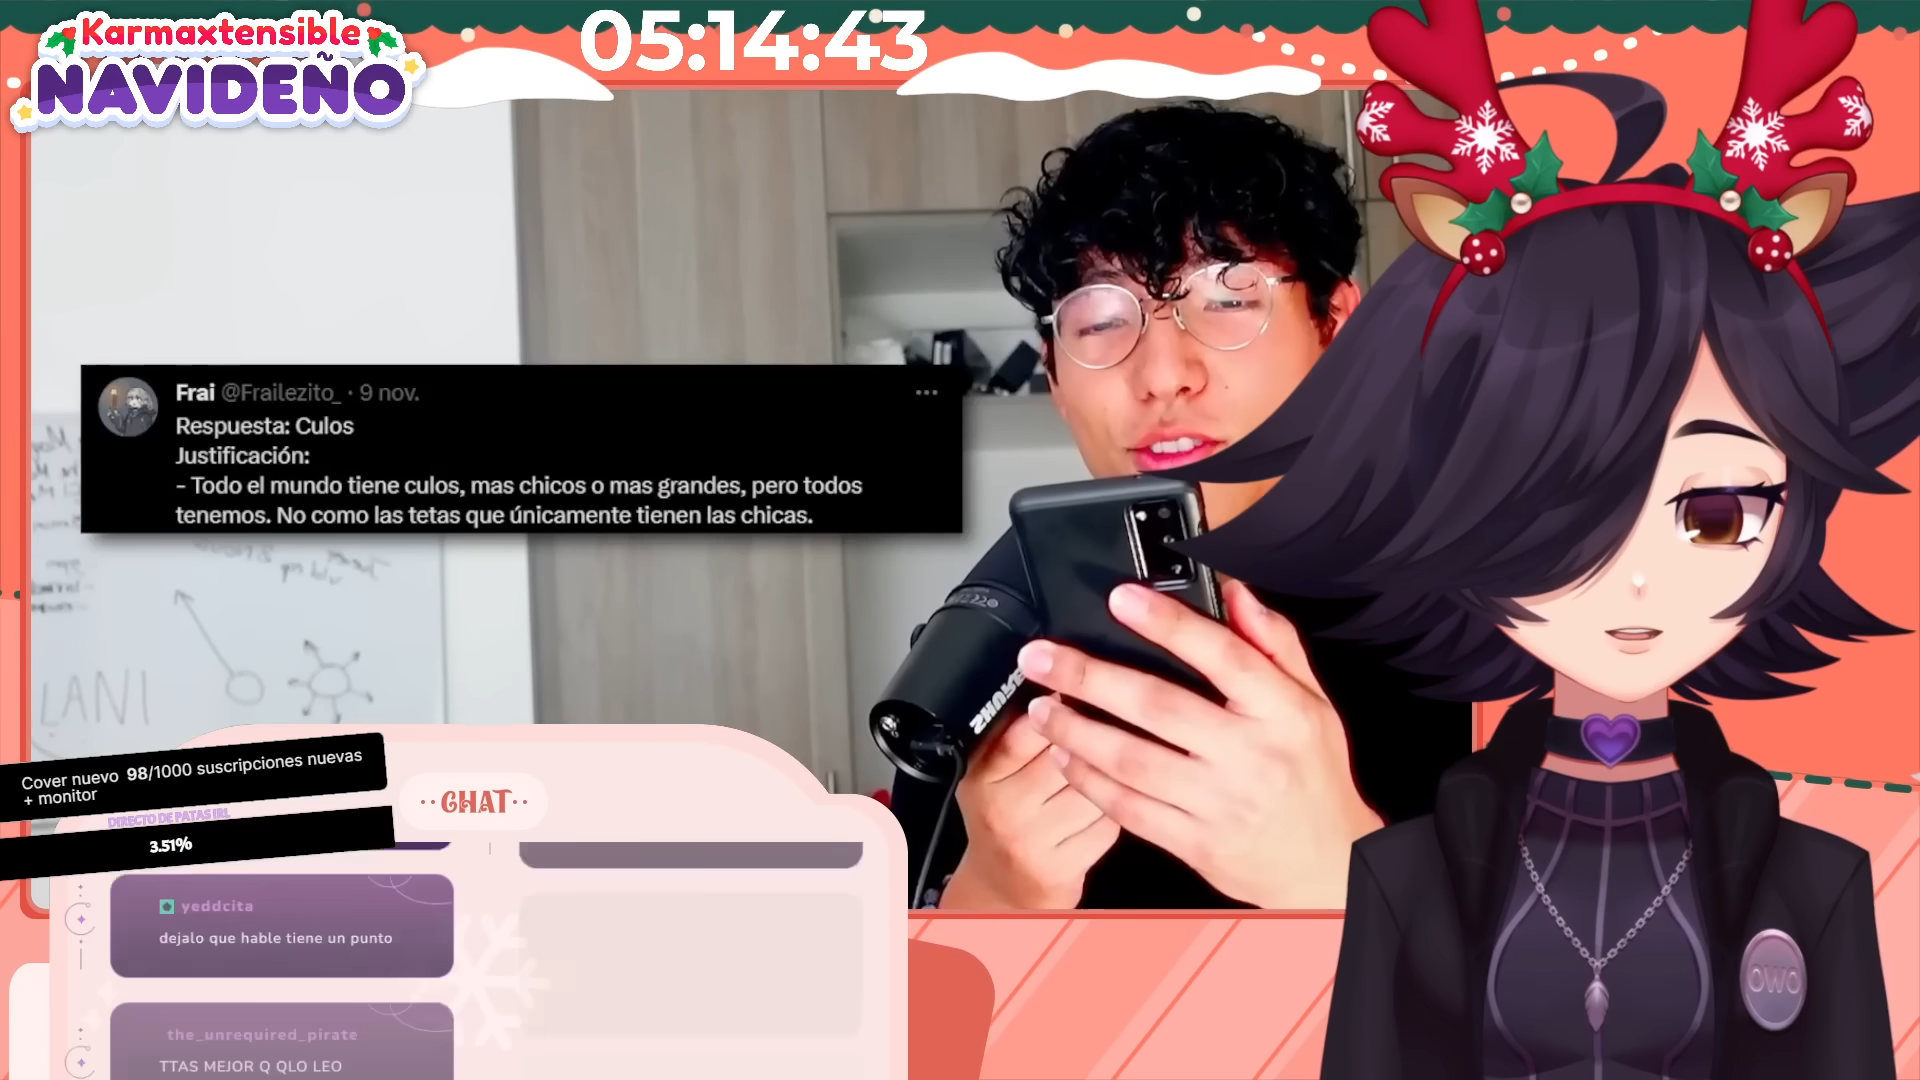 Karmaxtensible
NAVIDEÑO
05:14:43
Frai @Frailezito_ · 9 nov.
Respuesta: Culos
Justificación:
- Todo el mundo tiene culos, mas chicos o mas grandes, pero todos
tenemos. No como las tetas que únicamente tienen las chicas.
LANI
SHURE
Cover nuevo 98/1000 suscripciones nuevas
+ monitor
DIRECTO DE PATAS IRL
3.51%
CHAT
yeddcita
dejalo que hable tiene un punto
the_unrequired_pirate
TTAS MEJOR Q QLO LEO
OWO